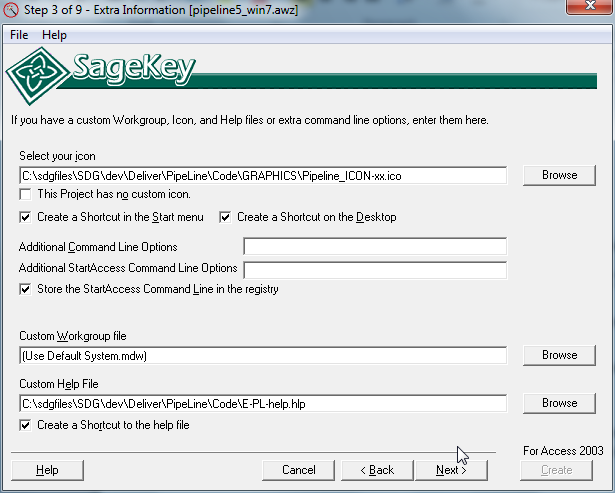 Step 3 of 9 - Extra Information [pipeline5_win7.awz]
File Help
SageKey
If you have a custom Workgroup, Icon, and Help files or extra command line options, enter them here.
Select your icon
C:\sdgfiles\SDG\dev\Deliver\PipeLine\Code\GRAPHICS\Pipeline_ICON-xx.ico Browse
This Project has no custom icon.
Create a Shortcut in the Start menu Create a Shortcut on the Desktop
Additional Command Line Options
Additional StartAccess Command Line Options
Store the StartAccess Command Line in the registry
Custom Workgroup file
(Use Default System.mdw) Browse
Custom Help File
C:\sdgfiles\SDG\dev\Deliver\PipeLine\Code\E-PL-help.hlp Browse
Create a Shortcut to the help file
For Access 2003
Help Cancel < Back Next > Create